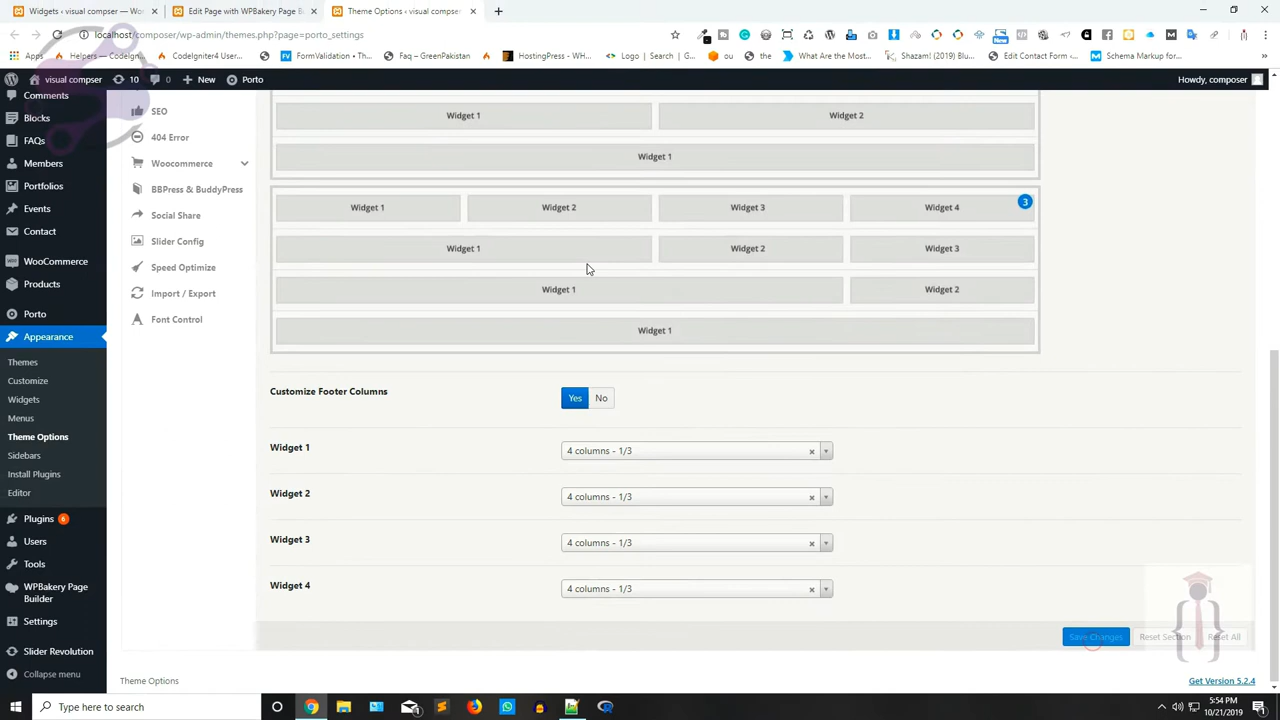 Widgets ‹ visual composer — Wor
Edit Page with WPBakery Page B
Theme Options ‹ visual composer
localhost/composer/wp-admin/themes.php?page=porto_settings
Apps
Helpers — CodeIgnit
CodeIgniter4 User...
FormValidation • Th...
Faq – GreenPakistan
HostingPress - WH...
Logo | Search | G...
ou
the
What Are the Most...
Shazam! (2019) Blu...
Edit Contact Form ‹...
Schema Markup for
New
visual compser
10
0
New
Porto
Howdy, composer
Comments
Blocks
FAQs
Members
Portfolios
Events
Contact
WooCommerce
Products
Porto
Appearance
Themes
Customize
Widgets
Menus
Theme Options
Sidebars
Install Plugins
Editor
Plugins 6
Users
Tools
WPBakery Page
Builder
Settings
Slider Revolution
Collapse menu
SEO
404 Error
Woocommerce
BBPress & BuddyPress
Social Share
Slider Config
Speed Optimize
Import / Export
Font Control
Widget 1 Widget 2
Widget 1
Widget 1 Widget 2 Widget 3 Widget 4 3
Widget 1 Widget 2 Widget 3
Widget 1 Widget 2
Widget 1
Customize Footer Columns Yes No
Widget 1 4 columns - 1/3
Widget 2 4 columns - 1/3
Widget 3 4 columns - 1/3
Widget 4 4 columns - 1/3
Save Changes Reset Section Reset All
Theme Options
Get Version 5.2.4
Type here to search
5:54 PM
10/21/2019